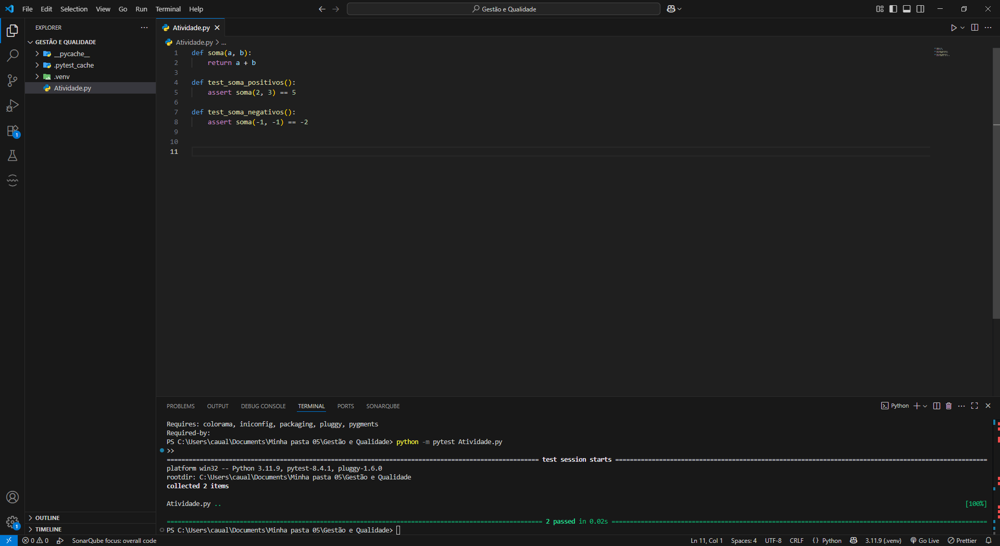 File Edit Selection View Go Run Terminal Help
Gestão e Qualidade
EXPLORER
GESTÃO E QUALIDADE
__pycache__
.pytest_cache
.venv
Atividade.py
1
1
OUTLINE
TIMELINE
Atividade.py
Atividade.py > ...
1 def soma(a, b):
2 return a + b
3
4 def test_soma_positivos():
5 assert soma(2, 3) == 5
6
7 def test_soma_negativos():
8 assert soma(-1, -1) == -2
9
10
11
PROBLEMS OUTPUT DEBUG CONSOLE TERMINAL PORTS SONARQUBE
Python
Requires: colorama, iniconfig, packaging, pluggy, pygments
Required-by:
PS C:\Users\caual\Documents\Minha pasta 05\Gestão e Qualidade> python -m pytest Atividade.py
>>
=== test session starts ===
platform win32 -- Python 3.11.9, pytest-8.4.1, pluggy-1.6.0
rootdir: C:\Users\caual\Documents\Minha pasta 05\Gestão e Qualidade
collected 2 items
Atividade.py .. [100%]
=== 2 passed in 0.02s ===
PS C:\Users\caual\Documents\Minha pasta 05\Gestão e Qualidade>
0 0 SonarQube focus: overall code Ln 11, Col 1 Spaces: 4 UTF-8 CRLF {} Python 3.11.9 (.venv) Go Live Prettier